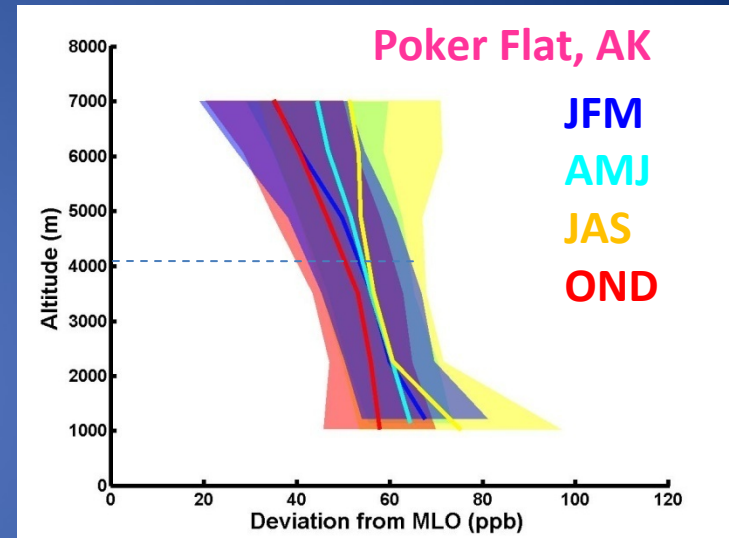 Poker Flat, AK
JFM
AMJ
JAS
OND
8000
7000
6000
5000
4000
3000
2000
1000
0
Altitude (m)
0 20 40 60 80 100 120
Deviation from MLO (ppb)